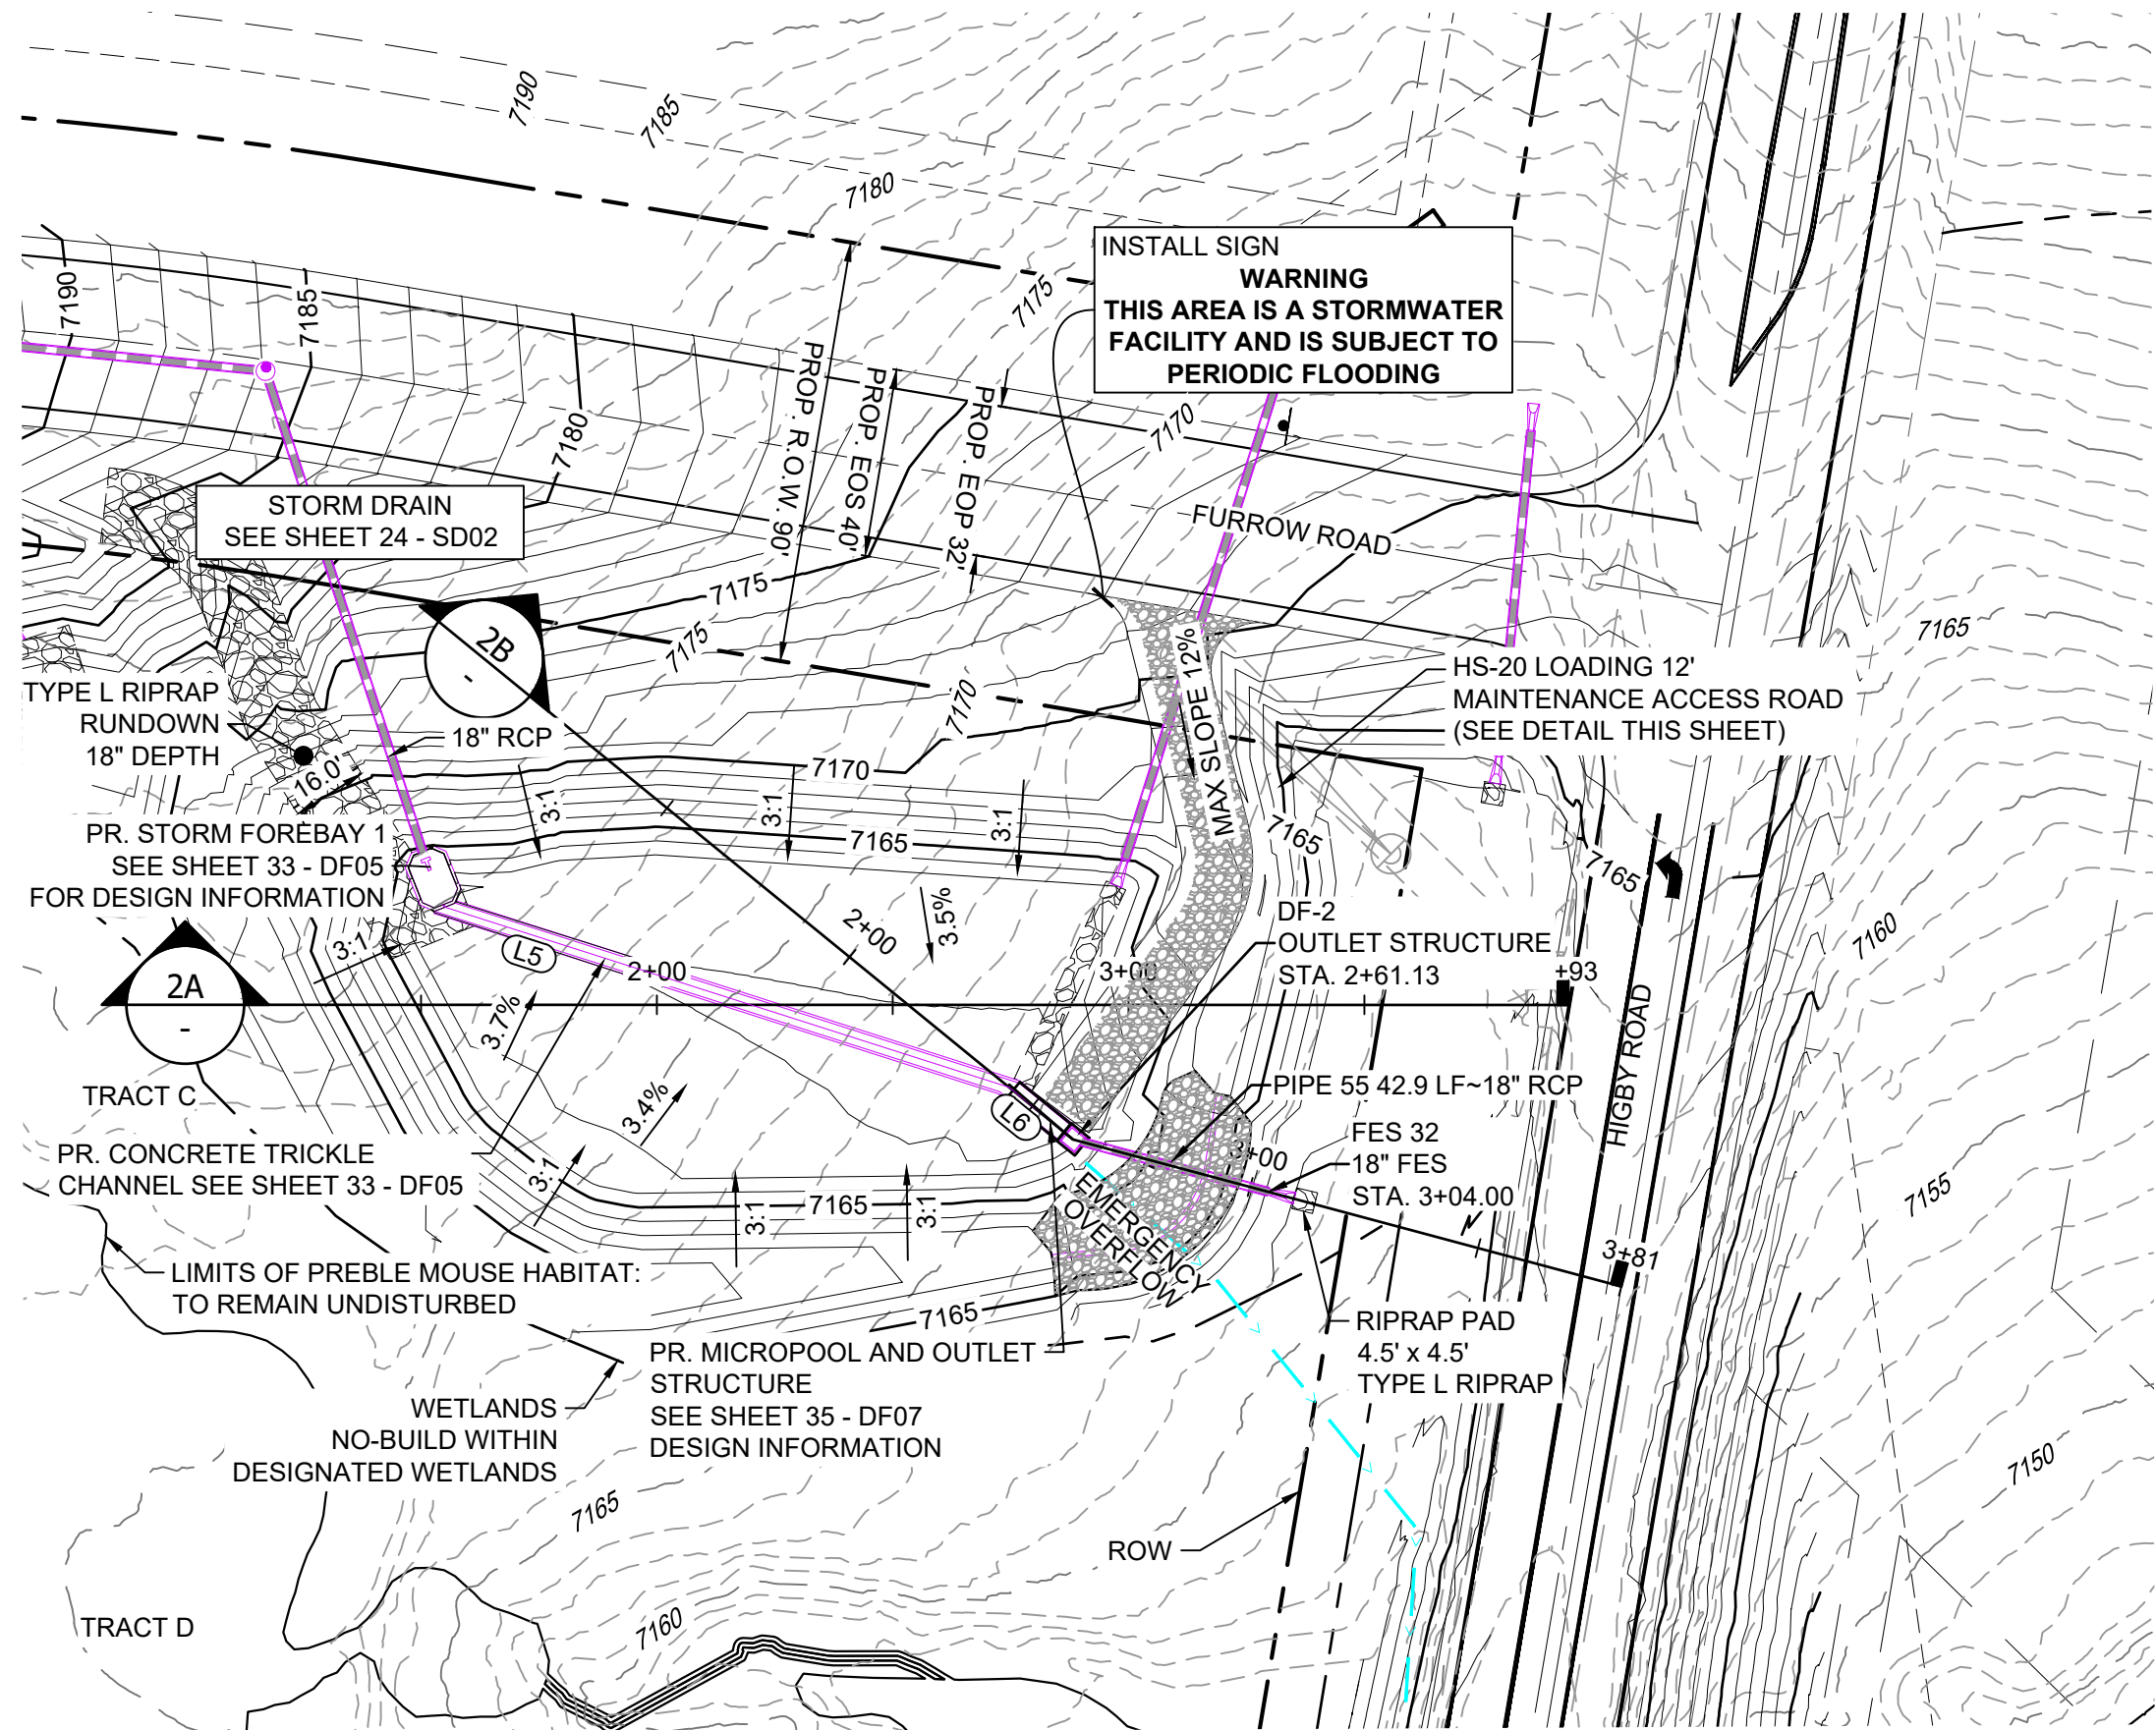 7190
7185
7180
7175
INSTALL SIGN
WARNING
THIS AREA IS A STORMWATER
FACILITY AND IS SUBJECT TO
PERIODIC FLOODING
7190
7185
7180
PROP. R.O.W. 90'
PROP. EOS 40'
PROP. EOP 32'
7170
FURROW ROAD
STORM DRAIN
SEE SHEET 24 - SD02
7175
7175
7170
2B
-
MAX SLOPE 12%
7165
HS-20 LOADING 12'
MAINTENANCE ACCESS ROAD
(SEE DETAIL THIS SHEET)
TYPE L RIPRAP
RUNDOWN
18" DEPTH
18" RCP
16.0'
7170
3:1
3:1
3:1
7165
7165
7165
PR. STORM FOREBAY 1
SEE SHEET 33 - DF05
FOR DESIGN INFORMATION
3:1
L5
2+00
2+00
3.5%
3+00
DF-2
OUTLET STRUCTURE
STA. 2+61.13
+93
7160
2A
-
3.7%
3.4%
HIGBY ROAD
TRACT C
L6
PIPE 55 42.9 LF~18" RCP
FES 32
18" FES
STA. 3+04.00
3+00
PR. CONCRETE TRICKLE
CHANNEL SEE SHEET 33 - DF05
3:1
3:1
7165
3:1
EMERGENCY
OVERFLOW
7155
3+81
LIMITS OF PREBLE MOUSE HABITAT:
TO REMAIN UNDISTURBED
7165
RIPRAP PAD
4.5' x 4.5'
TYPE L RIPRAP
PR. MICROPOOL AND OUTLET
STRUCTURE
SEE SHEET 35 - DF07
DESIGN INFORMATION
WETLANDS
NO-BUILD WITHIN
DESIGNATED WETLANDS
7150
7165
ROW
7160
TRACT D